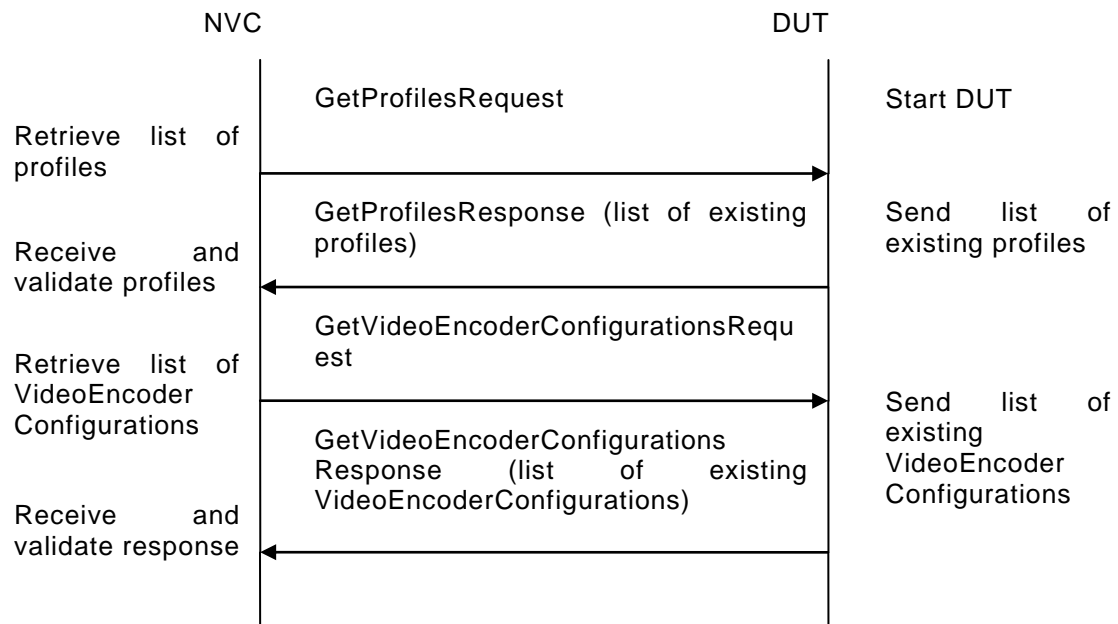 NVC
DUT
GetProfilesRequest
Start DUT
Retrieve list of
profiles
GetProfilesResponse (list of existing
profiles)
Send list of
existing profiles
Receive and
validate profiles
GetVideoEncoderConfigurationsRequ
est
Retrieve list of
VideoEncoder
Configurations
Send list of
existing
VideoEncoder
Configurations
GetVideoEncoderConfigurations
Response (list of existing
VideoEncoderConfigurations)
Receive and
validate response